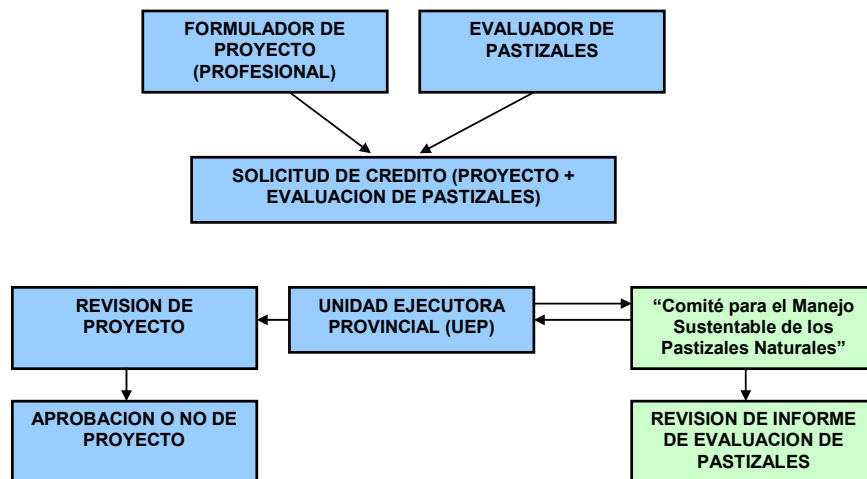 FORMULADOR DE
PROYECTO
(PROFESIONAL)
EVALUADOR DE
PASTIZALES
SOLICITUD DE CREDITO (PROYECTO +
EVALUACION DE PASTIZALES)
REVISION DE
PROYECTO
UNIDAD EJECUTORA
PROVINCIAL (UEP)
“Comité para el Manejo
Sustentable de los
Pastizales Naturales”
APROBACION O NO DE
PROYECTO
REVISION DE INFORME
DE EVALUACION DE
PASTIZALES